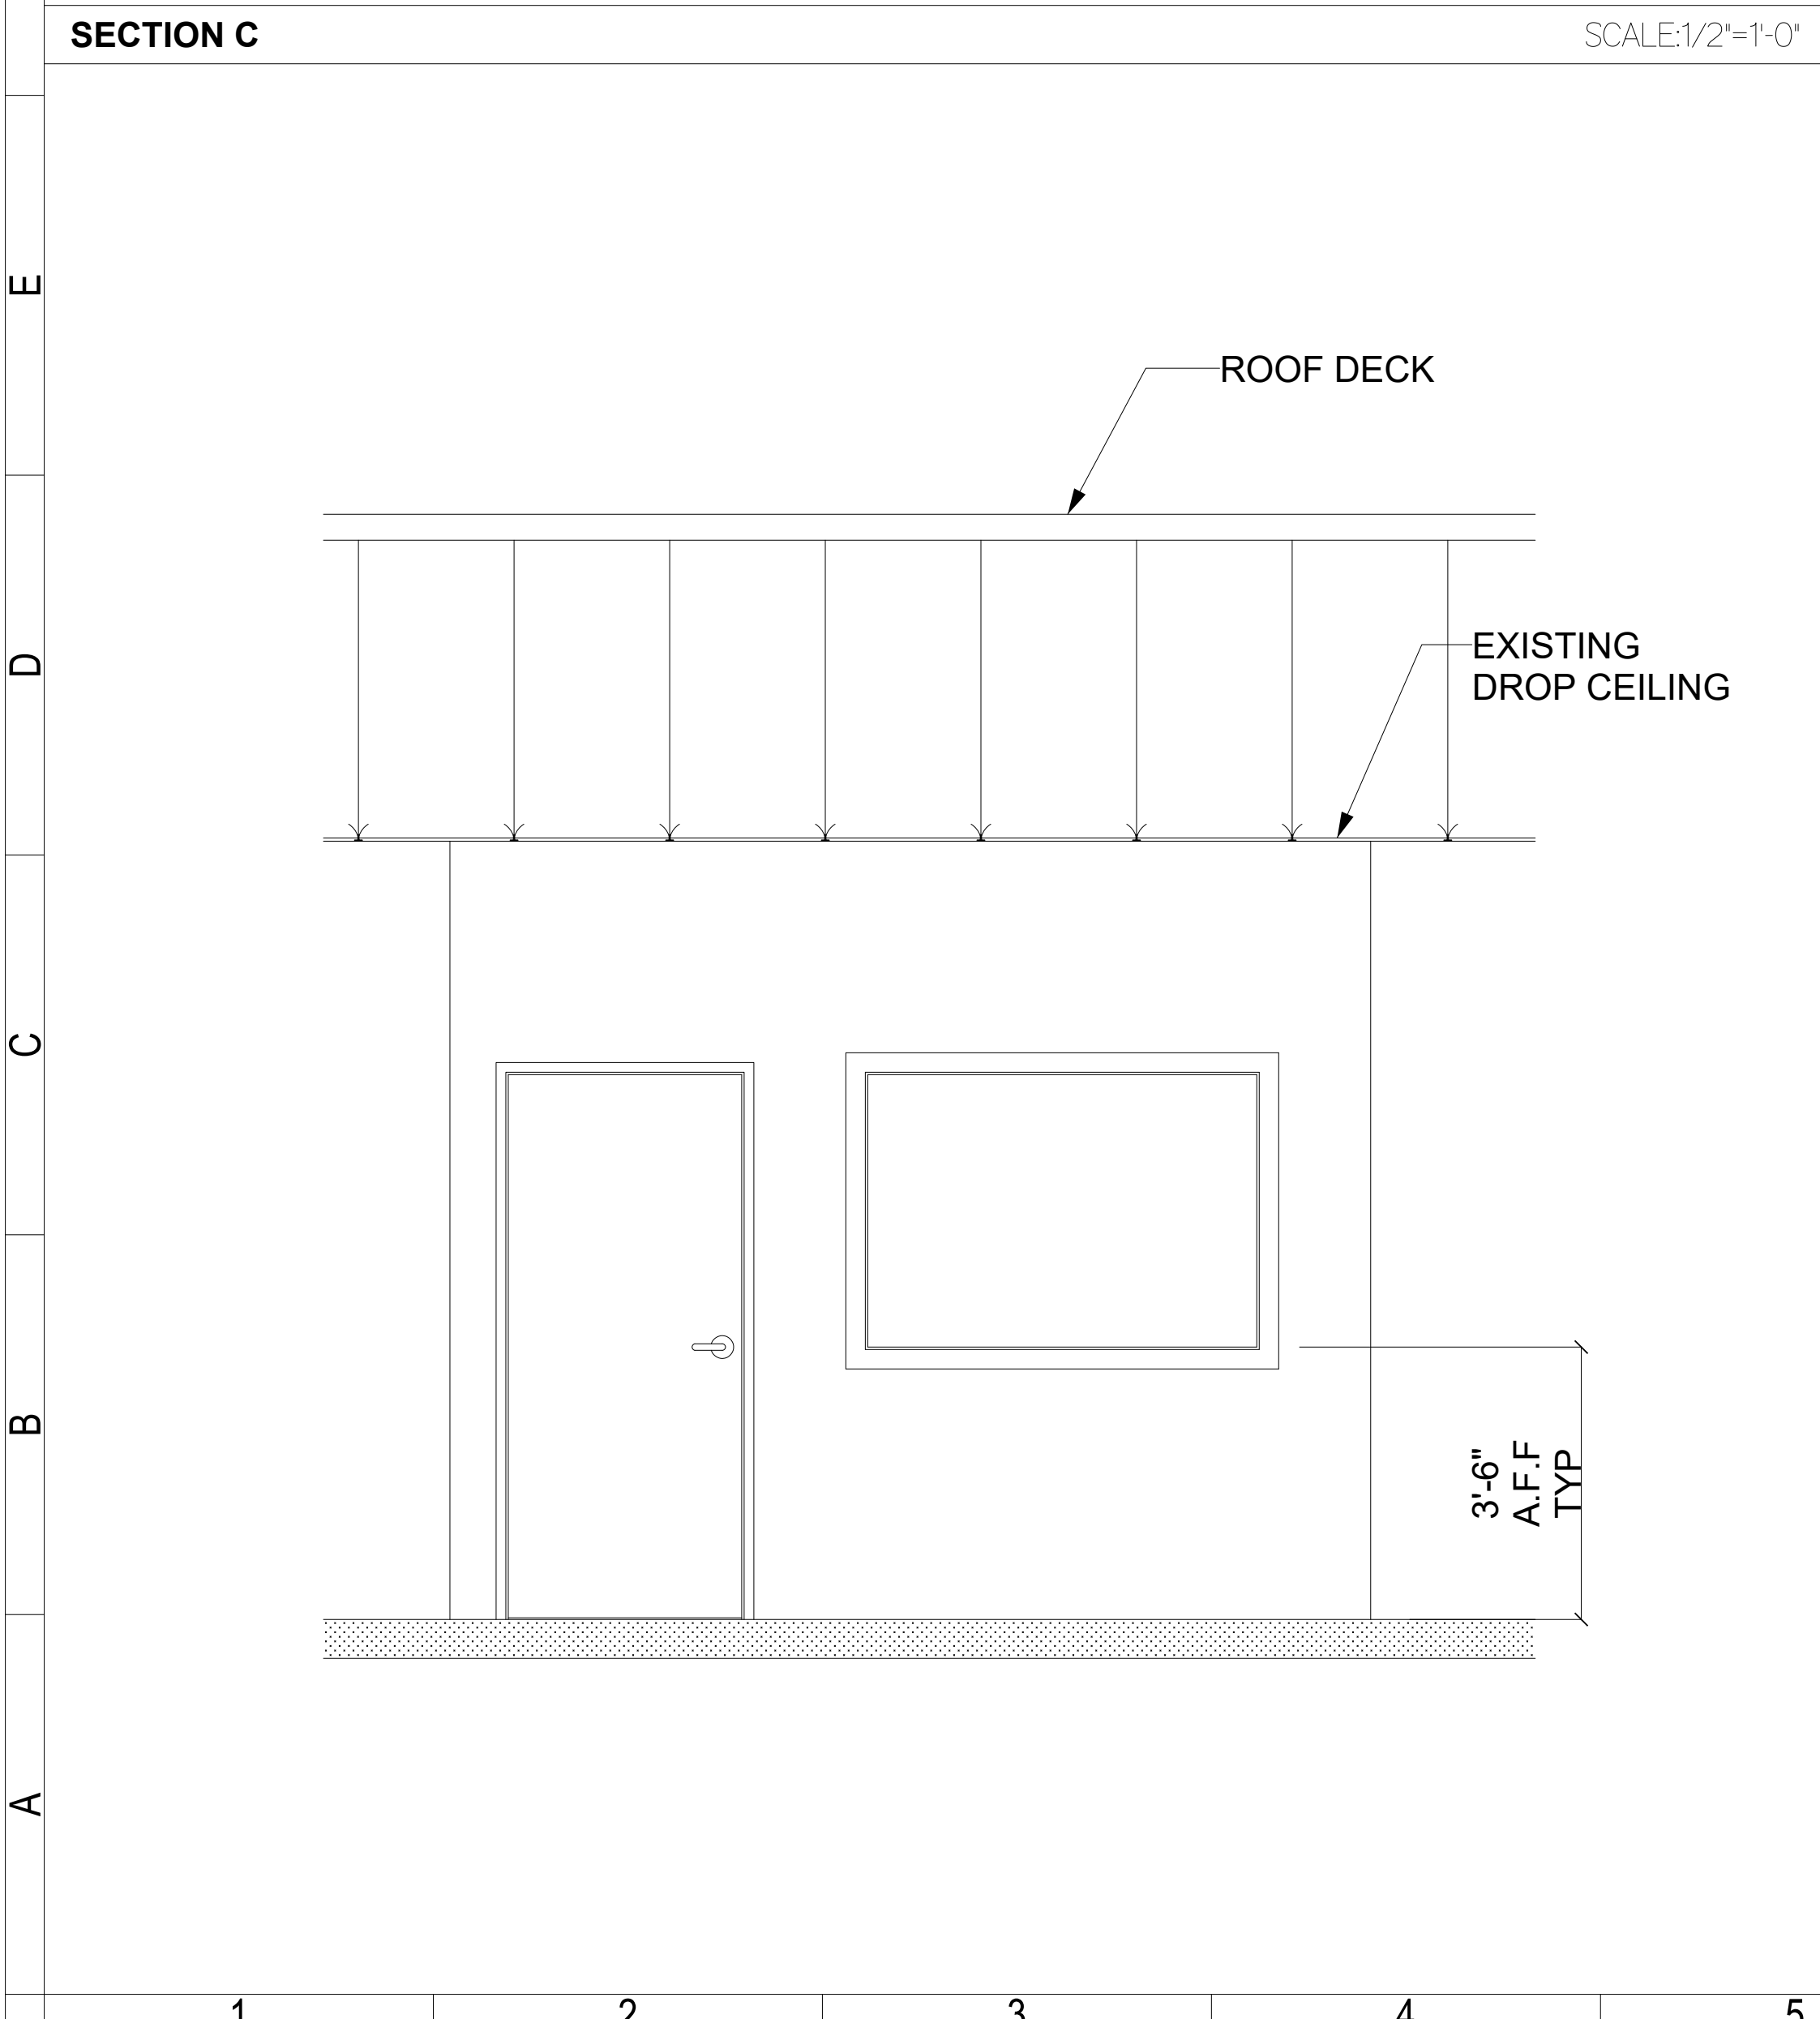 SECTION C
SCALE:1/2"=1'-0"
E
ROOF DECK
D
EXISTING
DROP CEILING
C
B
3'-6"
A.F.F
TYP
A
1
2
3
4
5